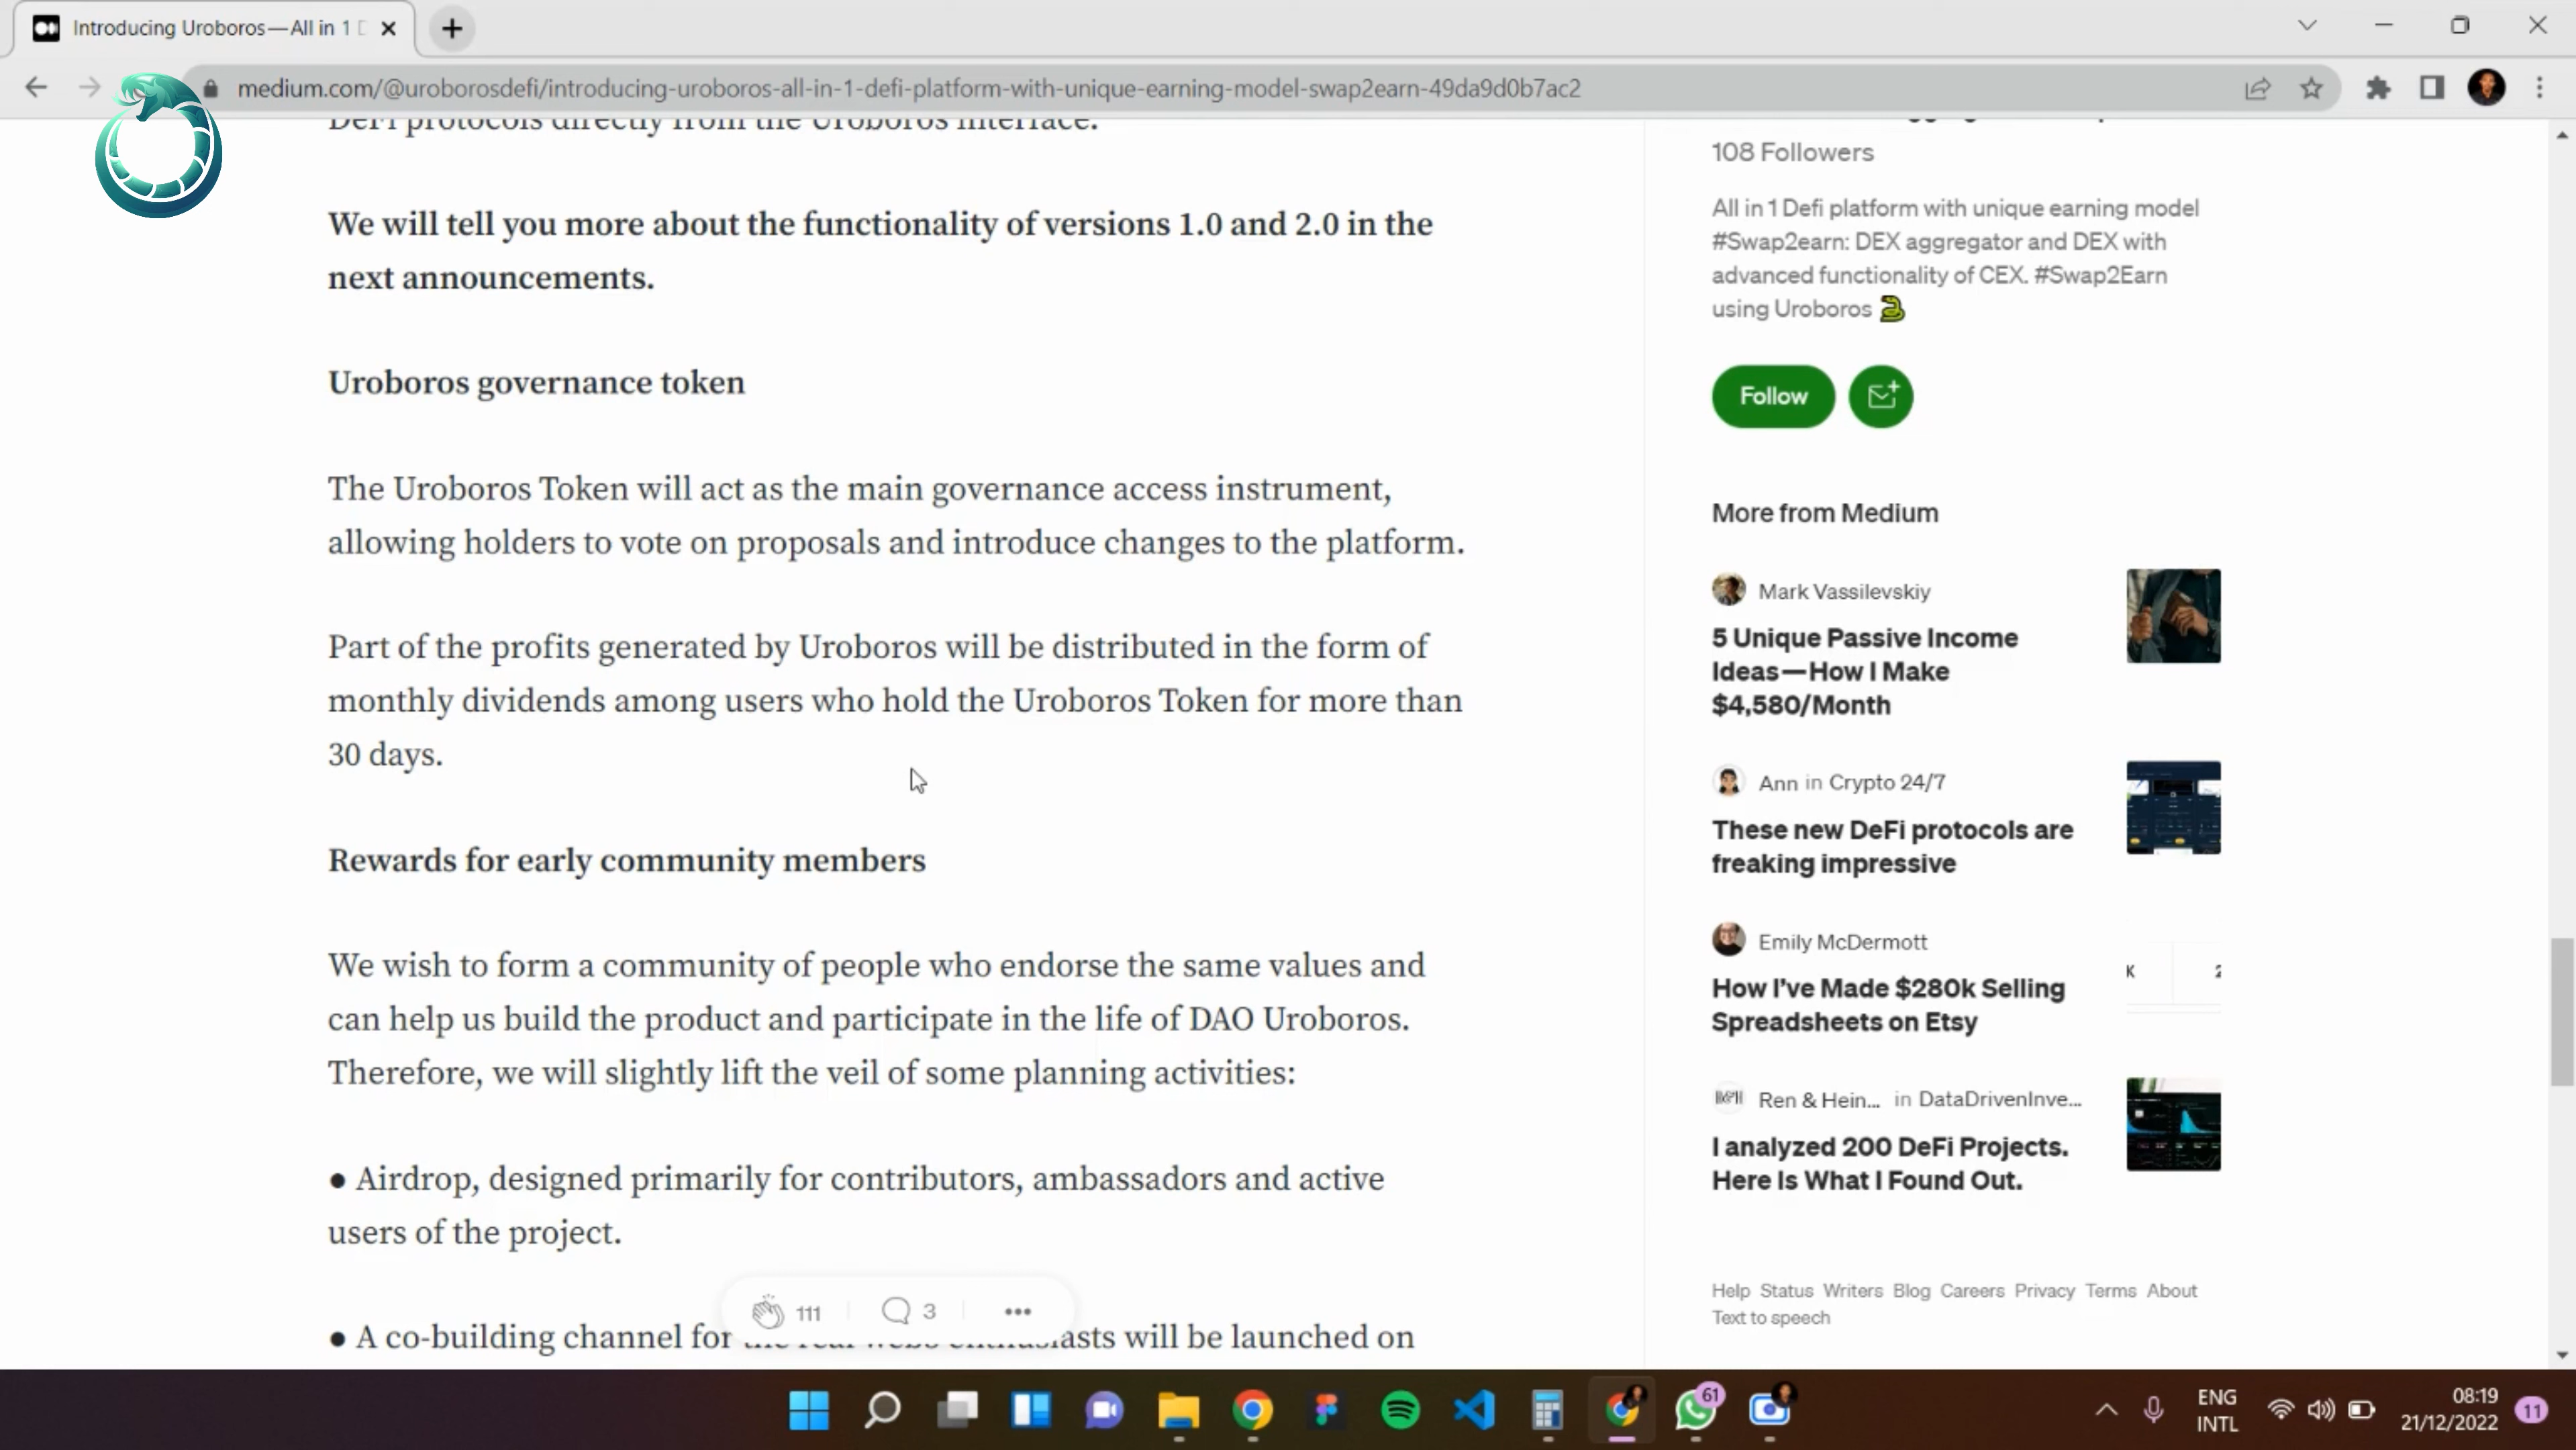 Introducing Uroboros — All in 1 D
medium.com/@uroborosdefi/introducing-uroboros-all-in-1-defi-platform-with-unique-earning-model-swap2earn-49da9d0b7ac2
DeFi protocols directly from the Uroboros interface.
We will tell you more about the functionality of versions 1.0 and 2.0 in the
next announcements.
Uroboros governance token
The Uroboros Token will act as the main governance access instrument,
allowing holders to vote on proposals and introduce changes to the platform.
Part of the profits generated by Uroboros will be distributed in the form of
monthly dividends among users who hold the Uroboros Token for more than
30 days.
Rewards for early community members
We wish to form a community of people who endorse the same values and
can help us build the product and participate in the life of DAO Uroboros.
Therefore, we will slightly lift the veil of some planning activities:
● Airdrop, designed primarily for contributors, ambassadors and active
users of the project.
● A co-building channel for the real web3 enthusiasts will be launched on
111
3
108 Followers
All in 1 Defi platform with unique earning model
#Swap2earn: DEX aggregator and DEX with
advanced functionality of CEX. #Swap2Earn
using Uroboros
Follow
More from Medium
Mark Vassilevskiy
5 Unique Passive Income
Ideas — How I Make
$4,580/Month
Ann in Crypto 24/7
These new DeFi protocols are
freaking impressive
Emily McDermott
How I've Made $280k Selling
Spreadsheets on Etsy
K 2
Ren & Hein... in DataDrivenInve...
I analyzed 200 DeFi Projects.
Here Is What I Found Out.
Help Status Writers Blog Careers Privacy Terms About
Text to speech
61
ENG
INTL
08:19
21/12/2022
11